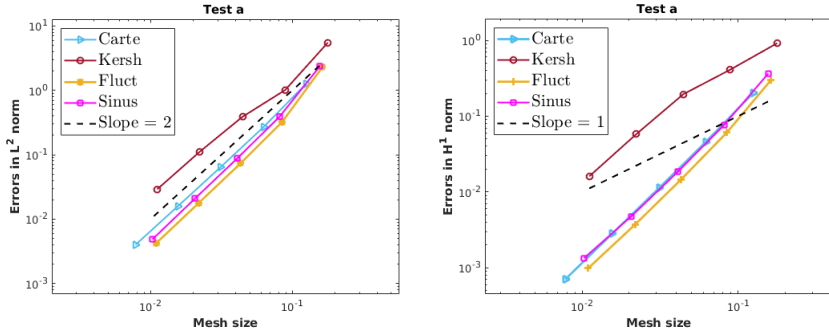 Test a
10^1
10^0
10^-1
10^-2
10^-3
Errors in L^2 norm
Carte
Kersh
Fluct
Sinus
Slope = 2
10^-2
10^-1
Mesh size
Test a
10^0
10^-1
10^-2
10^-3
Errors in H^1 norm
Carte
Kersh
Fluct
Sinus
Slope = 1
10^-2
10^-1
Mesh size